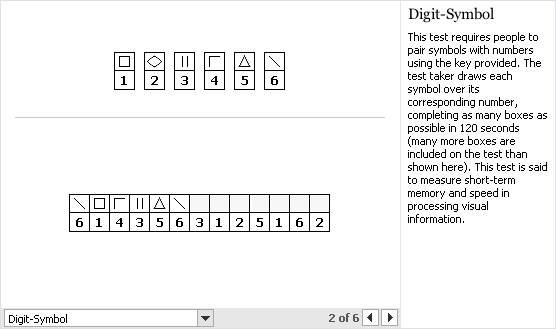 Digit-Symbol
This test requires people to
pair symbols with numbers
using the key provided. The
test taker draws each
symbol over its
corresponding number,
completing as many boxes as
possible in 120 seconds
(many more boxes are
included on the test than
shown here). This test is said
to measure short-term
memory and speed in
processing visual
information.
1 2 3 4 5 6
6 1 4 3 5 6 3 1 2 5 1 6 2
Digit-Symbol
2 of 6